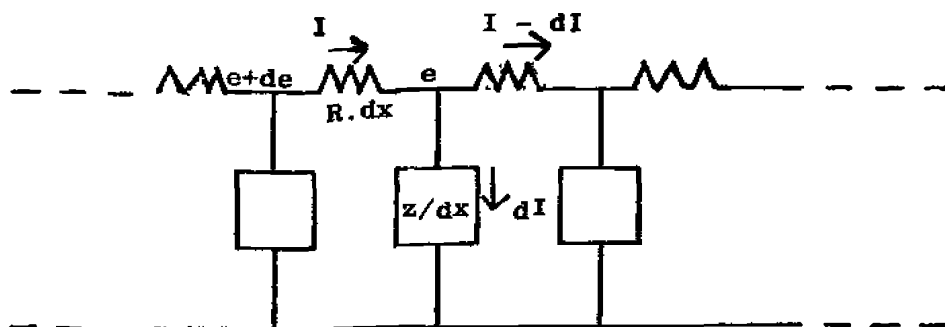 I
I - dI
e+de
e
R.dx
z/dx
dI